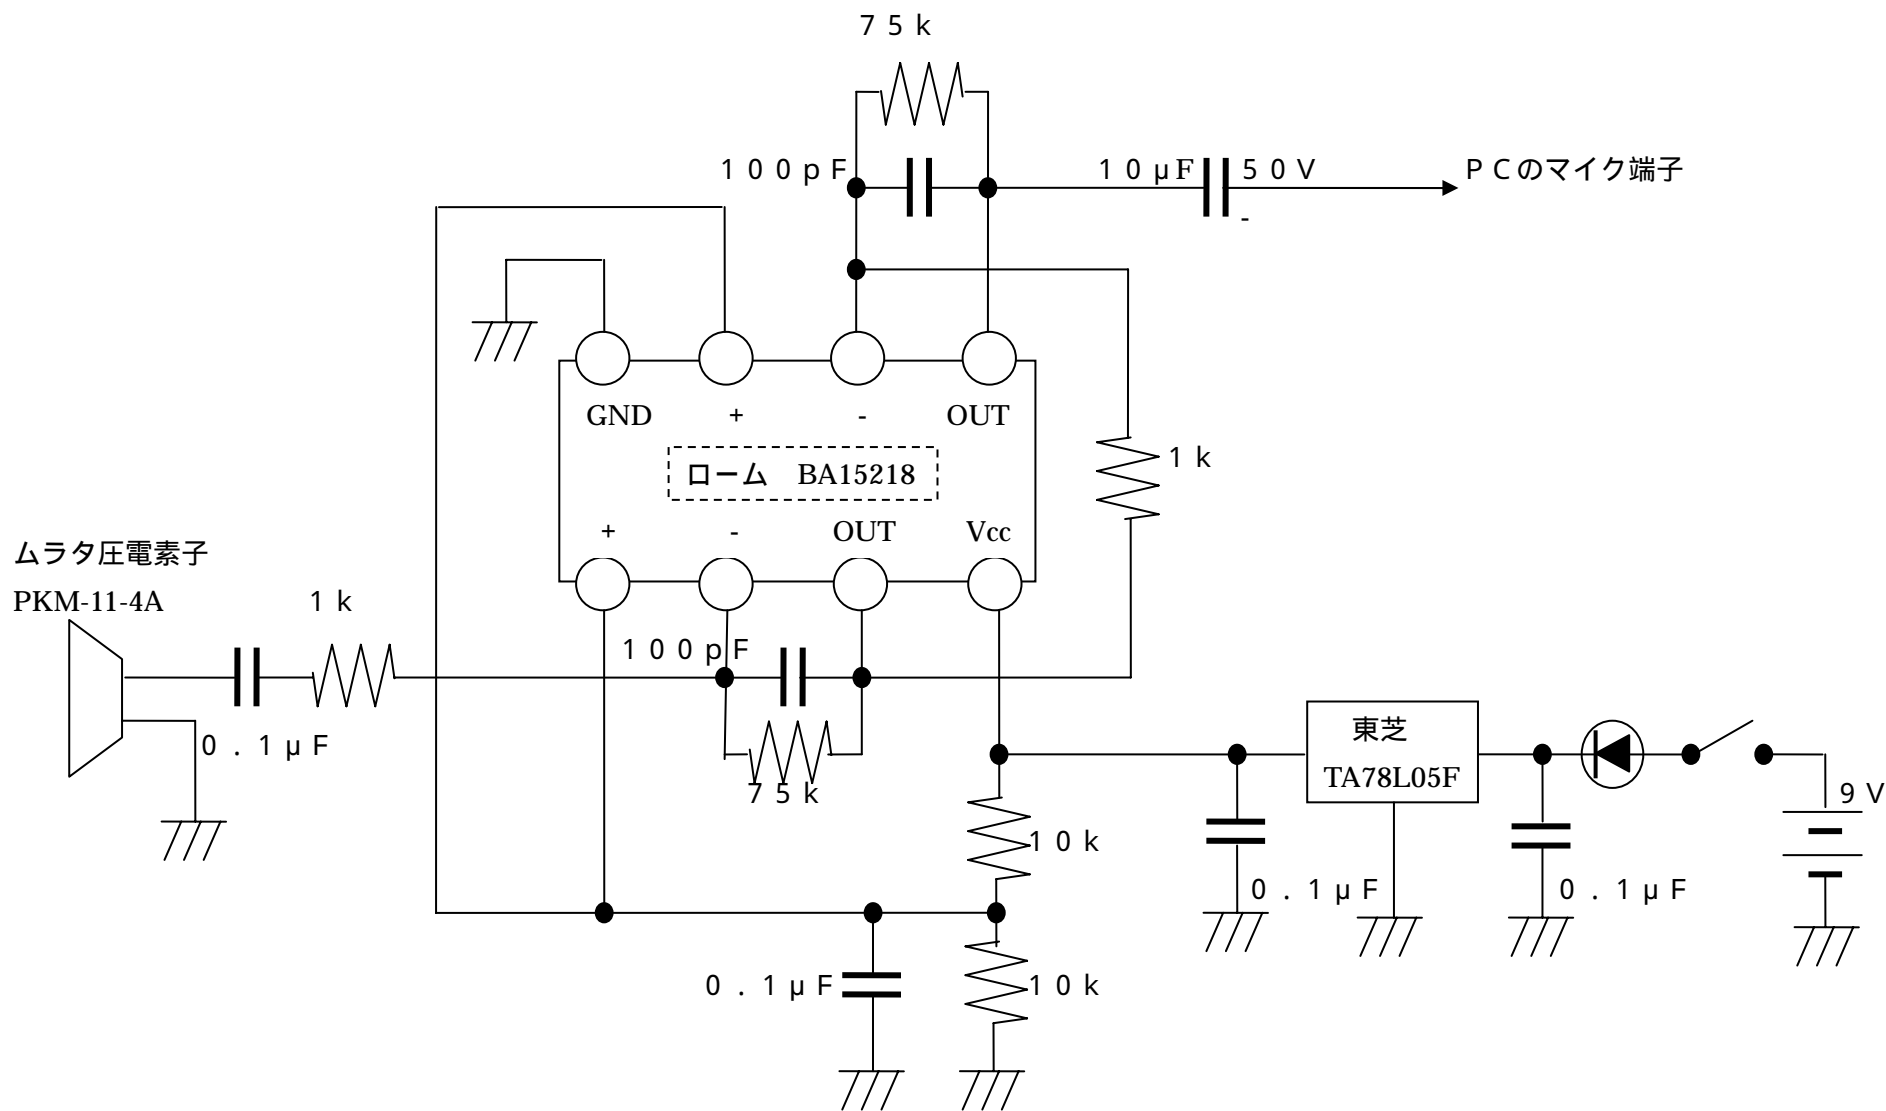 75k
100pF
10μF
50V
-
PCのマイク端子
GND + - OUT
ローム BA15218
+ - OUT Vcc
1k
ムラタ圧電素子
PKM-11-4A
1k
0.1μF
100pF
75k
東芝
TA78L05F
9V
10k
0.1μF
0.1μF
0.1μF
10k